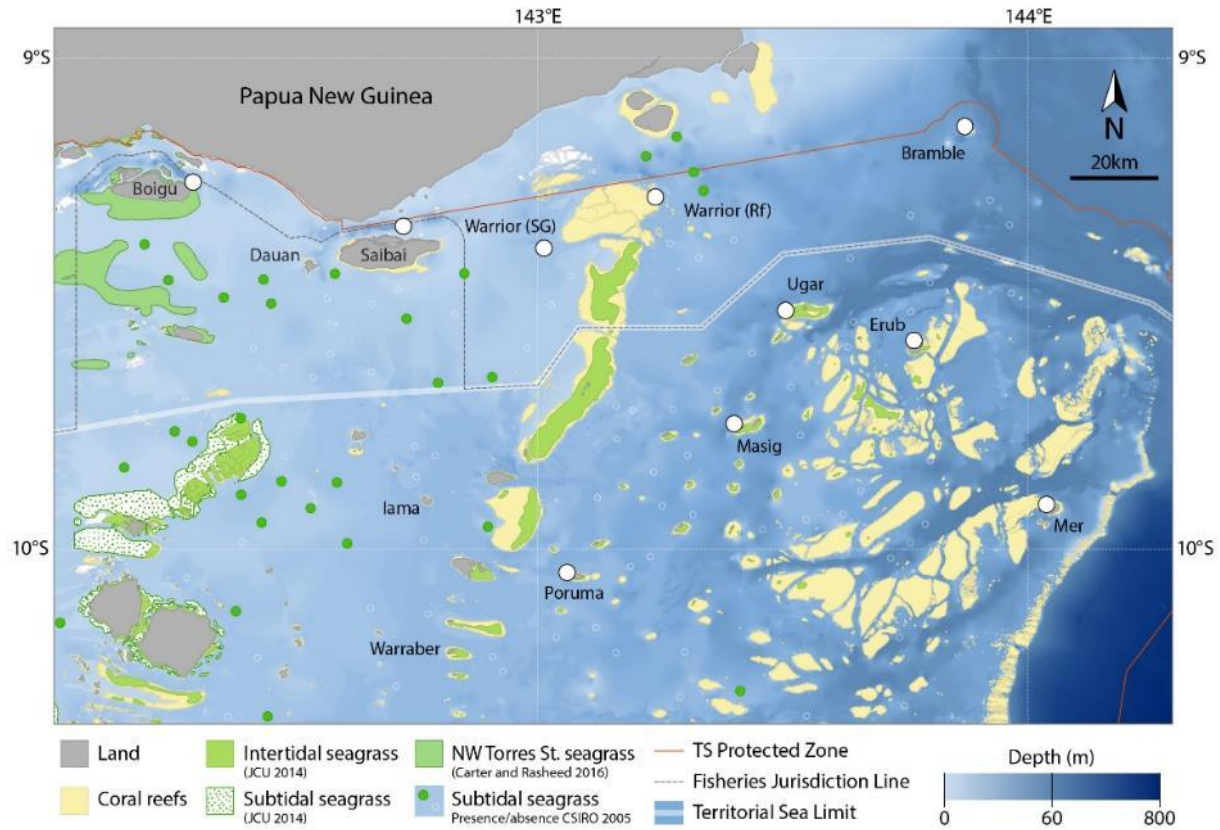 143°E
144°E
9°S
9°S
Papua New Guinea
N
20km
Bramble
Boigu
Warrior (Rf)
Warrior (SG)
Dauan
Saibai
Ugar
Erub
Masig
Iama
Mer
10°S
10°S
Poruma
Warraber
Land
Intertidal seagrass
(JCU 2014)
NW Torres St. seagrass
(Carter and Rasheed 2016)
TS Protected Zone
Depth (m)
Fisheries Jurisdiction Line
Coral reefs
Subtidal seagrass
(JCU 2014)
Subtidal seagrass
Presence/absence CSIRO 2005
Territorial Sea Limit
0
60
800